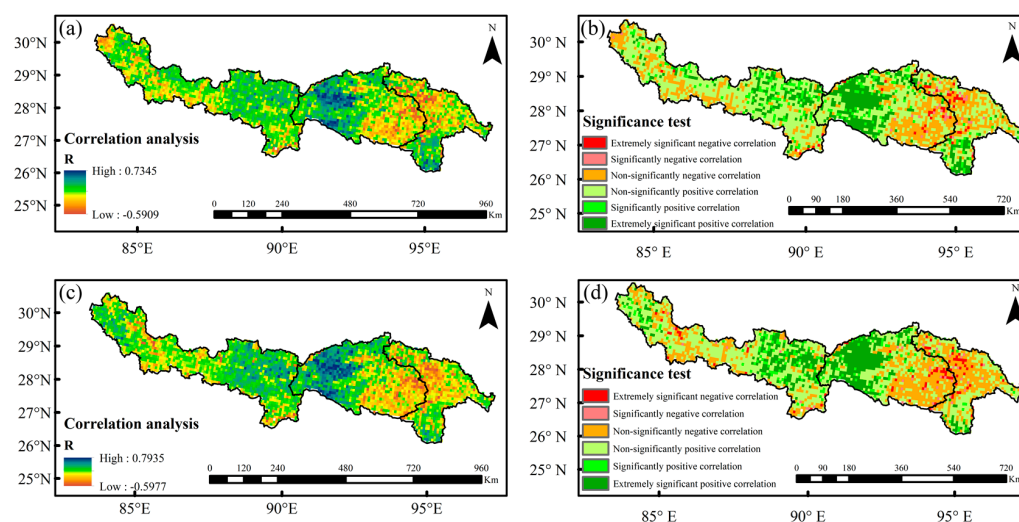 (a)
N
30°N
29°N
28°N
27°N
26°N
25°N
Correlation analysis
R
High : 0.7345
Low : -0.5909
0 120 240 480 720 960
Km
85°E 90°E 95°E
(b)
N
30° N
29° N
28° N
27° N
26° N
25° N
Significance test
Extremely significant negative correlation
Significantly negative correlation
Non-significantly negative correlation
Non-significantly positive correlation
Significantly positive correlation
Extremely significant positive correlation
0 90 180 360 540 720
Km
85° E 90° E 95° E
(c)
N
30°N
29°N
28°N
27°N
26°N
25°N
Correlation analysis
R
High : 0.7935
Low : -0.5977
0 120 240 480 720 960
Km
85°E 90°E 95°E
(d)
N
30° N
29° N
28° N
27° N
26° N
25° N
Significance test
Extremely significant negative correlation
Significantly negative correlation
Non-significantly negative correlation
Non-significantly positive correlation
Significantly positive correlation
Extremely significant positive correlation
0 90 180 360 540 720
Km
85° E 90° E 95° E